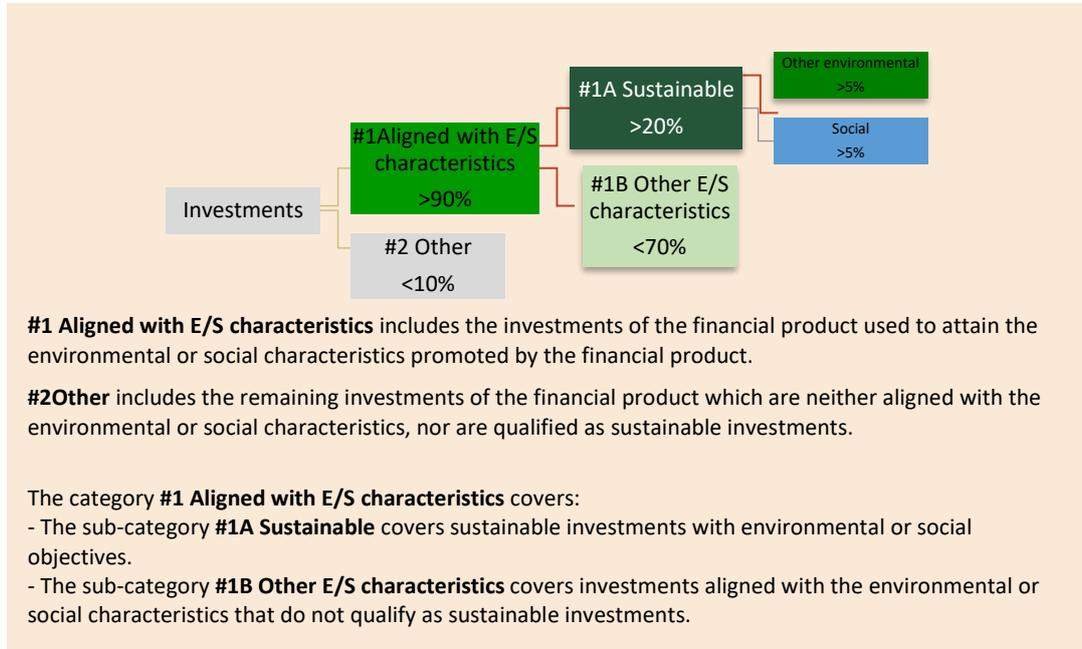 Other environmental
>5%
#1A Sustainable
>20%
Social
>5%
#1Aligned with E/S
characteristics
>90%
#1B Other E/S
characteristics
<70%
Investments
#2 Other
<10%
#1 Aligned with E/S characteristics includes the investments of the financial product used to attain the
environmental or social characteristics promoted by the financial product.
#2Other includes the remaining investments of the financial product which are neither aligned with the
environmental or social characteristics, nor are qualified as sustainable investments.
The category #1 Aligned with E/S characteristics covers:
- The sub-category #1A Sustainable covers sustainable investments with environmental or social
objectives.
- The sub-category #1B Other E/S characteristics covers investments aligned with the environmental or
social characteristics that do not qualify as sustainable investments.